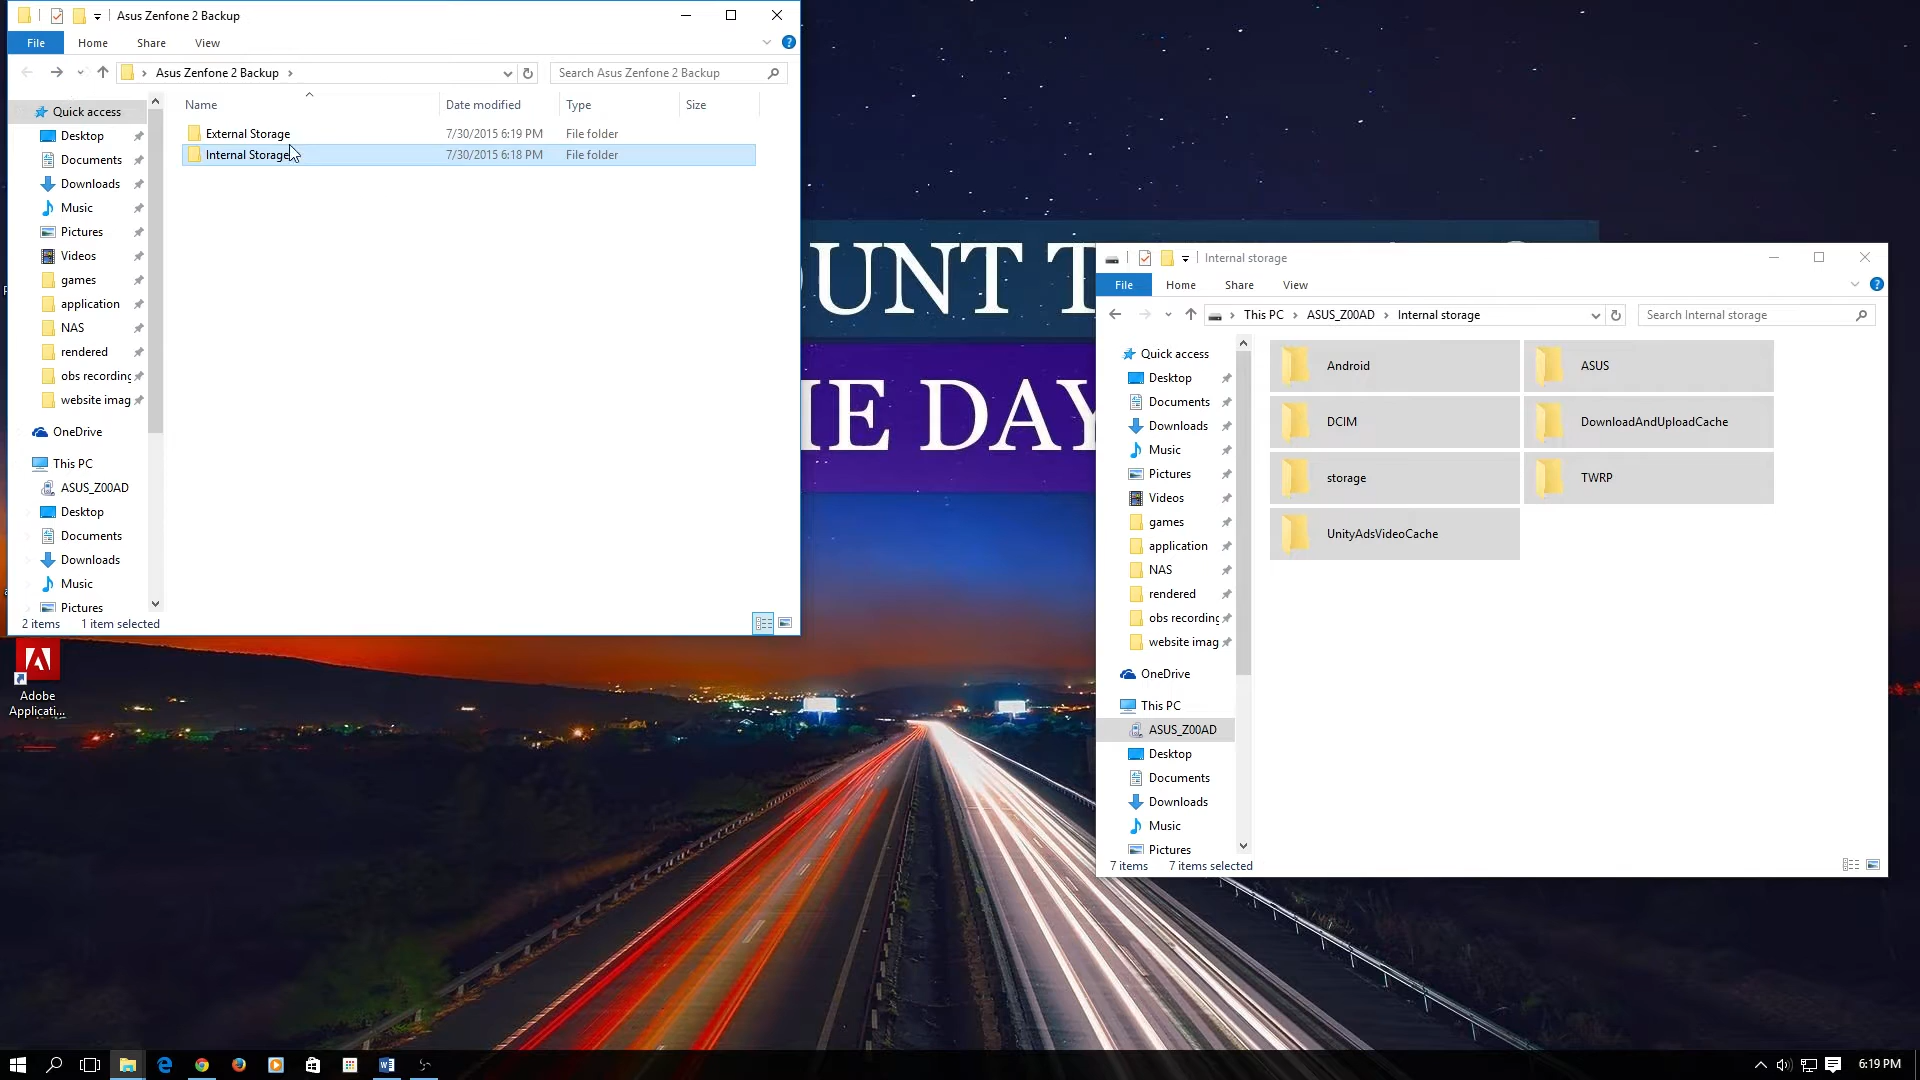 Asus Zenfone 2 Backup
File Home Share View
Asus Zenfone 2 Backup
Search Asus Zenfone 2 Backup
Name Date modified Type Size
External Storage 7/30/2015 6:19 PM File folder
Internal Storage 7/30/2015 6:18 PM File folder
Quick access
Desktop
Documents
Downloads
Music
Pictures
Videos
games
application
NAS
rendered
obs recording
website imag
OneDrive
This PC
ASUS_Z00AD
Desktop
Documents
Downloads
Music
Pictures
2 items 1 item selected
OUNT T
ME DAY
Internal storage
File Home Share View
This PC ASUS_Z00AD Internal storage
Search Internal storage
Quick access
Desktop
Documents
Downloads
Music
Pictures
Videos
games
application
NAS
rendered
obs recording
website imag
OneDrive
This PC
ASUS_Z00AD
Desktop
Documents
Downloads
Music
Pictures
Android ASUS
DCIM DownloadAndUploadCache
storage TWRP
UnityAdsVideoCache
7 items 7 items selected
Adobe
Applicati...
6:19 PM